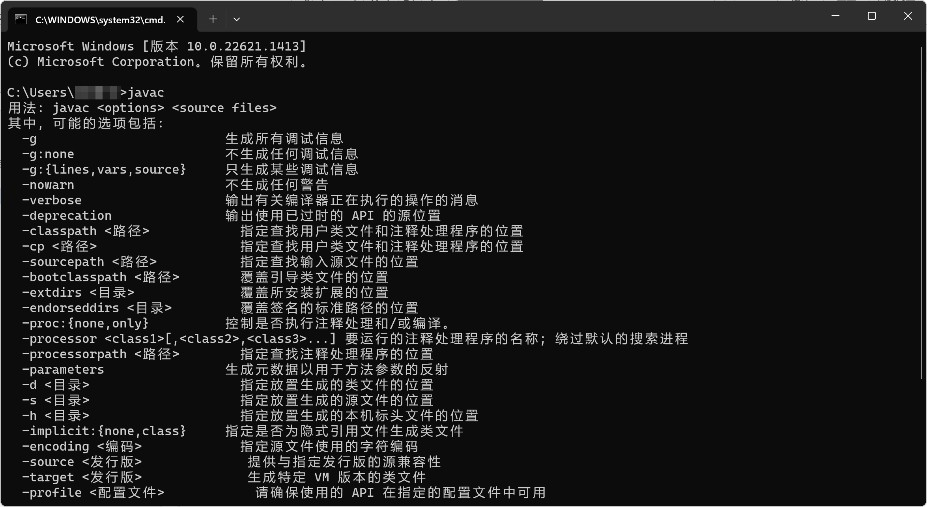 C:\WINDOWS\system32\cmd.
Microsoft Windows [版本 10.0.22621.1413]
(c) Microsoft Corporation。保留所有权利。
C:\Users\ >javac
用法: javac <options> <source files>
其中, 可能的选项包括:
-g 生成所有调试信息
-g:none 不生成任何调试信息
-g:{lines,vars,source} 只生成某些调试信息
-nowarn 不生成任何警告
-verbose 输出有关编译器正在执行的操作的消息
-deprecation 输出使用已过时的 API 的源位置
-classpath <路径> 指定查找用户类文件和注释处理程序的位置
-cp <路径> 指定查找用户类文件和注释处理程序的位置
-sourcepath <路径> 指定查找输入源文件的位置
-bootclasspath <路径> 覆盖引导类文件的位置
-extdirs <目录> 覆盖所安装扩展的位置
-endorseddirs <目录> 覆盖签名的标准路径的位置
-proc:{none,only} 控制是否执行注释处理和/或编译。
-processor <class1>[,<class2>,<class3>...] 要运行的注释处理程序的名称; 绕过默认的搜索进程
-processorpath <路径> 指定查找注释处理程序的位置
-parameters 生成元数据以用于方法参数的反射
-d <目录> 指定放置生成的类文件的位置
-s <目录> 指定放置生成的源文件的位置
-h <目录> 指定放置生成的本机标头文件的位置
-implicit:{none,class} 指定是否为隐式引用文件生成类文件
-encoding <编码> 指定源文件使用的字符编码
-source <发行版> 提供与指定发行版的源兼容性
-target <发行版> 生成特定 VM 版本的类文件
-profile <配置文件> 请确保使用的 API 在指定的配置文件中可用